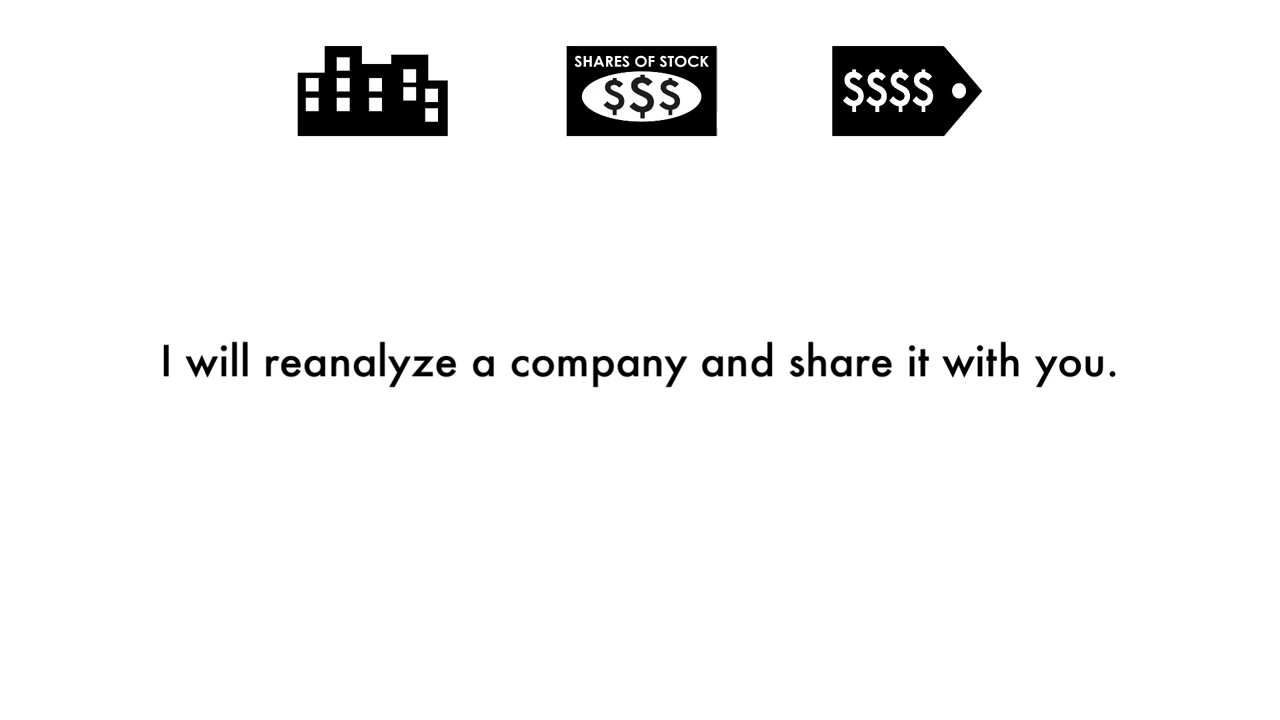 SHARES OF STOCK
$$$
$$$$
I will reanalyze a company and share it with you.